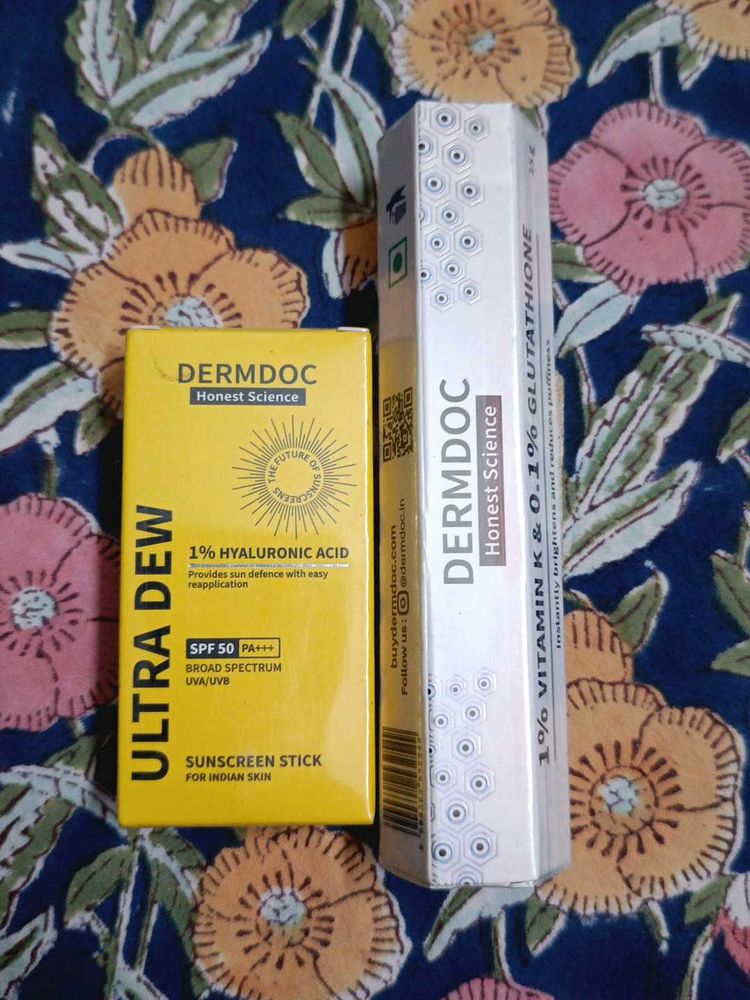 DERMDOC
Honest Science
THE FUTURE OF SUNSCREENS
ULTRA DEW
1% HYALURONIC ACID
Provides sun defence with easy
reapplication
SPF 50 PA+++
BROAD SPECTRUM
UVA/UVB
SUNSCREEN STICK
FOR INDIAN SKIN
buydermdoc.com
Follow us: @dermdoc.in
DERMDOC
Honest Science
1% VITAMIN K & 0.1% GLUTATHIONE
Instantly brightens and reduces puffiness